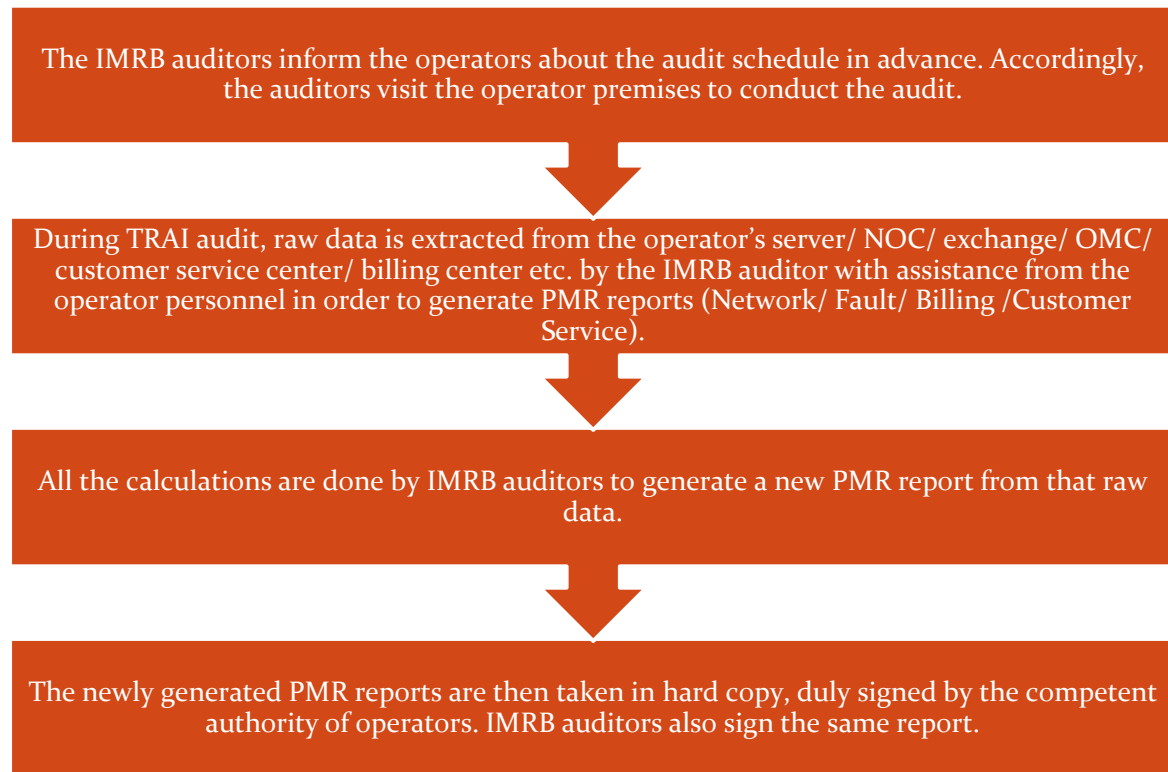 The IMRB auditors inform the operators about the audit schedule in advance. Accordingly,
the auditors visit the operator premises to conduct the audit.
During TRAI audit, raw data is extracted from the operator’s server/ NOC/ exchange/ OMC/
customer service center/ billing center etc. by the IMRB auditor with assistance from the
operator personnel in order to generate PMR reports (Network/ Fault/ Billing /Customer
Service).
All the calculations are done by IMRB auditors to generate a new PMR report from that raw
data.
The newly generated PMR reports are then taken in hard copy, duly signed by the competent
authority of operators. IMRB auditors also sign the same report.